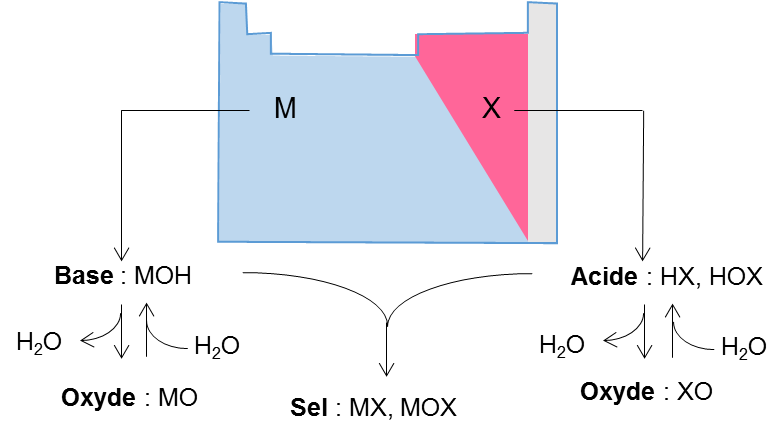 M
X
Base : MOH
Acide : HX, HOX
H₂O
H₂O
H₂O
H₂O
Oxyde : MO
Sel : MX, MOX
Oxyde : XO